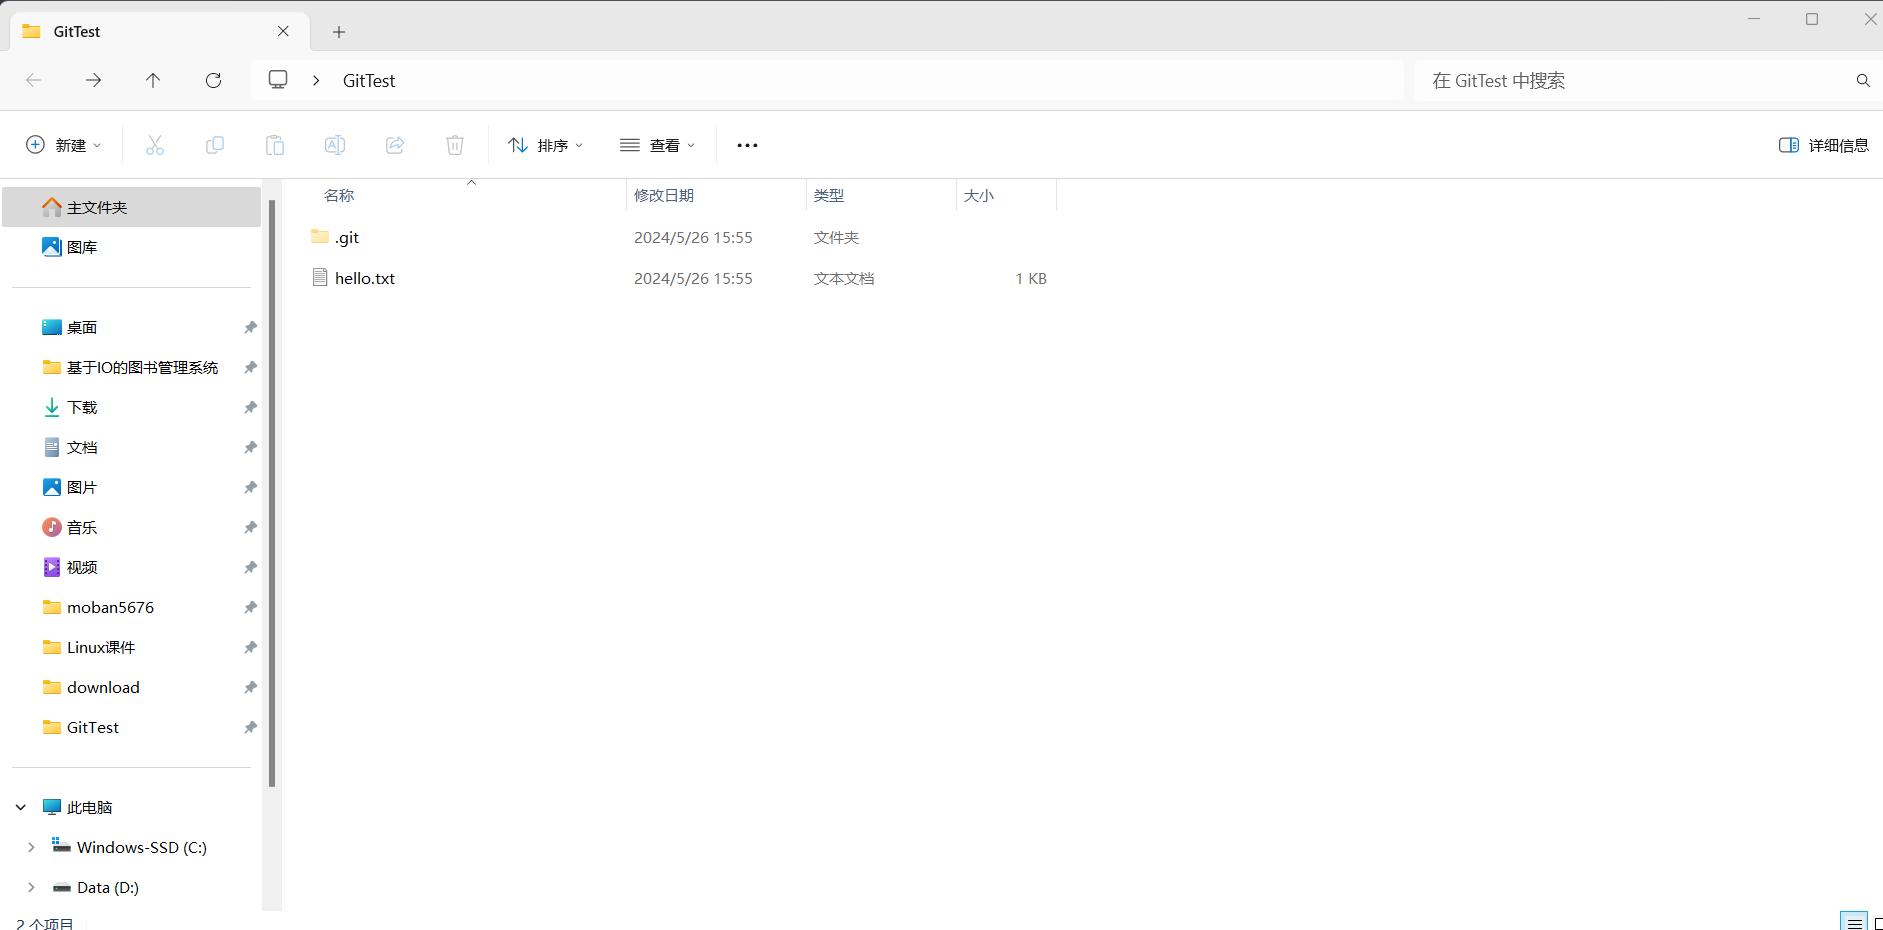 GitTest
GitTest
在 GitTest 中搜索
新建
排序
查看
详细信息
名称 修改日期 类型 大小
.git 2024/5/26 15:55 文件夹
hello.txt 2024/5/26 15:55 文本文档 1 KB
主文件夹
图库
桌面
基于IO的图书管理系统
下载
文档
图片
音乐
视频
moban5676
Linux课件
download
GitTest
此电脑
Windows-SSD (C:)
Data (D:)
2 个项目